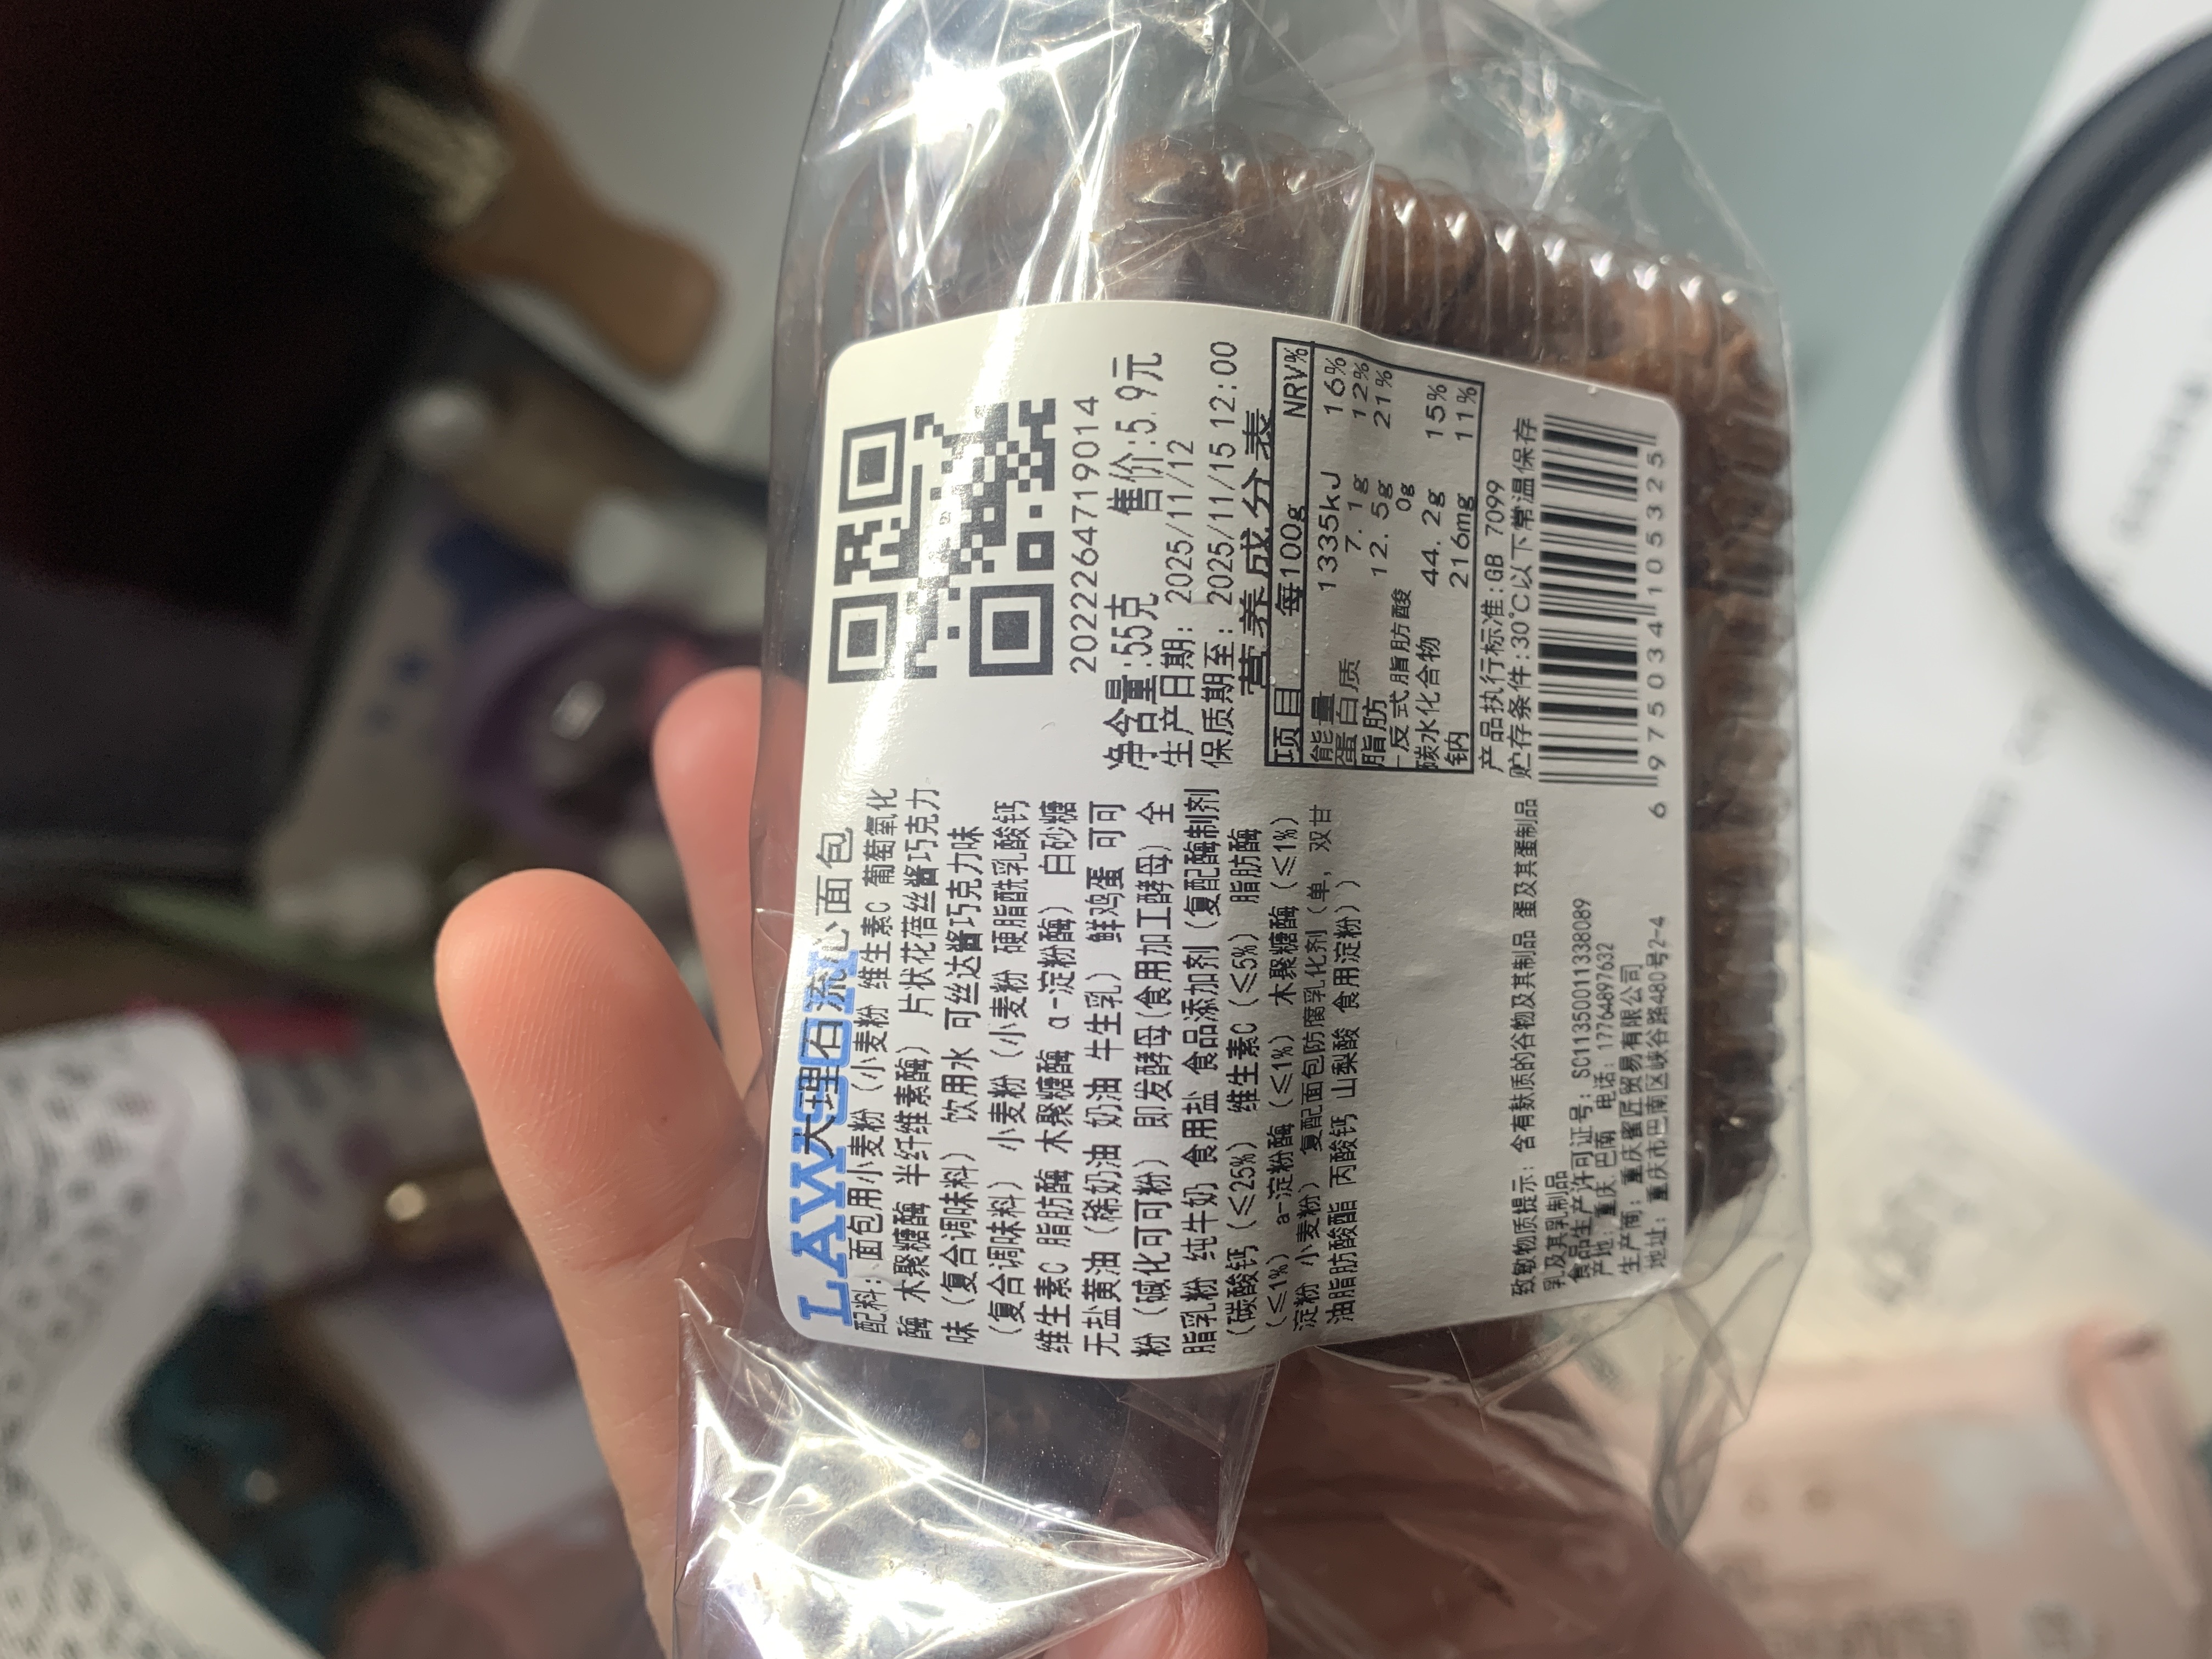 LAWSON
大理石流心面包
配料：面包用小麦粉（小麦粉 维生素C 葡萄氧化
酶 木聚糖酶 半纤维素酶） 片状花蓓丝酱巧克力
味（复合调味料） 饮用水 可丝达酱巧克力味
（复合调味料） 小麦粉（小麦粉 硬脂酰乳酸钙
维生素C 脂肪酶 木聚糖酶 α-淀粉酶） 白砂糖
无盐黄油（稀奶油 奶油 牛生乳） 鲜鸡蛋 可可
粉（碱化可可粉） 即发酵母(食用加工酵母) 全
脂乳粉 纯牛奶 食用盐 食品添加剂（复配酶制剂
（碳酸钙（≤25%） 维生素C（≤5%） 脂肪酶
（≤1%） a-淀粉酶（≤1%）木聚糖酶（≤1%）
淀粉 小麦粉） 复配面包防腐乳化剂（单，双甘
油脂肪酸酯 丙酸钙 山梨酸 食用淀粉））
致敏物质提示：含有麸质的谷物及其制品 蛋及其蛋制品
乳及其乳制品
食品生产许可证号：SC11350011338089
产地：重庆 巴南 电话：17764897632
生产商：重庆蜜匠贸易有限公司
地址：重庆市巴南区峡谷路480号2-4
2022226471​9014
净含量:55克 售价:5.9元
生产日期：2025/11/12
保质期至：2025/11/15 12:00
营养成分表
项目 每100g NRV%
能量 1335kJ 16%
蛋白质 7.1g 12%
脂肪 12.5g 21%
-反式脂肪酸 0g
碳水化合物 44.2g 15%
钠 216mg 11%
产品执行标准:GB 7099
贮存条件:30℃以下常温保存
6975034105325